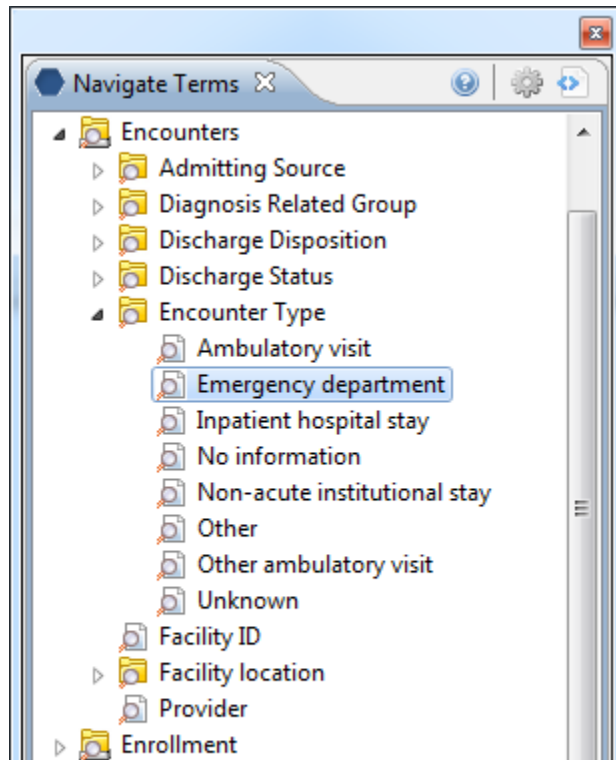 Navigate Terms
Encounters
Admitting Source
Diagnosis Related Group
Discharge Disposition
Discharge Status
Encounter Type
Ambulatory visit
Emergency department
Inpatient hospital stay
No information
Non-acute institutional stay
Other
Other ambulatory visit
Unknown
Facility ID
Facility location
Provider
Enrollment